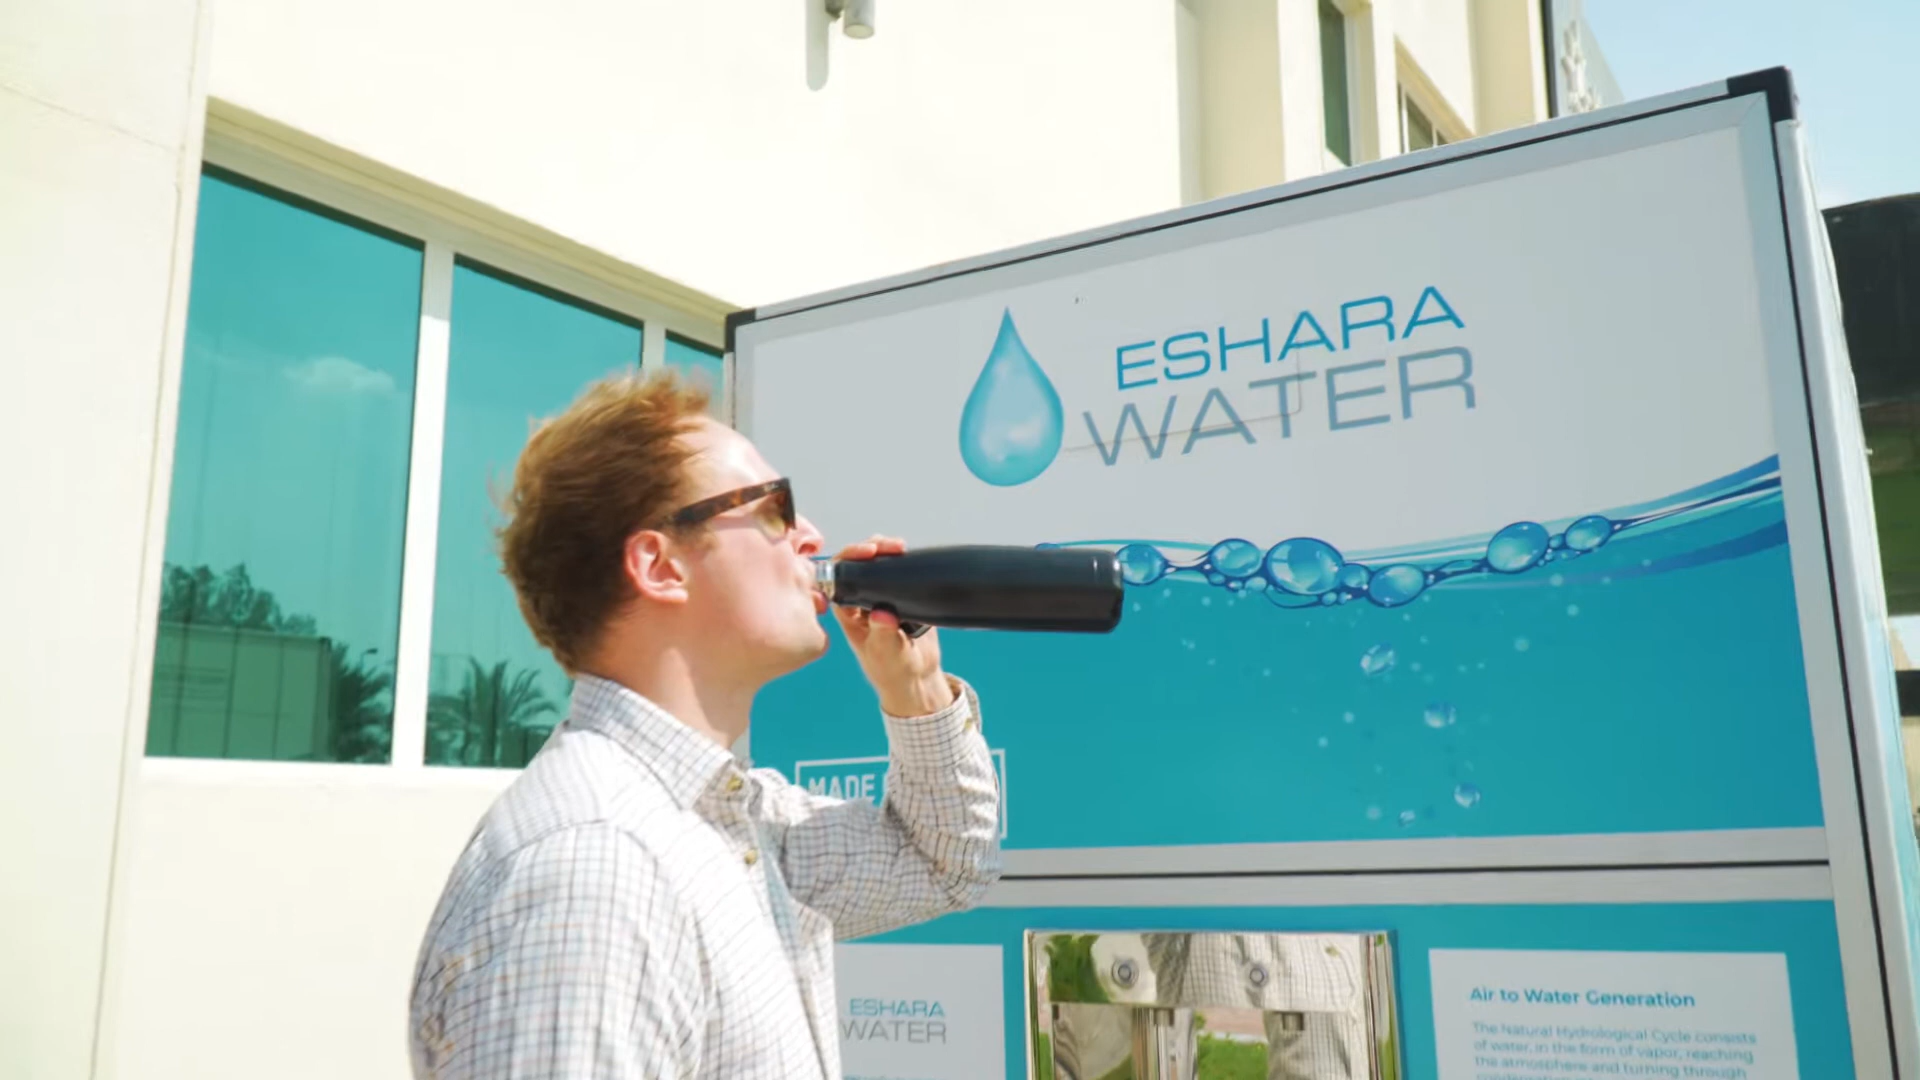 ESHARA
WATER
MADE
ESHARA
WATER
Air to Water Generation
The Natural Hydrological Cycle consists
of water, in the form of vapor, reaching
the atmosphere and turning through